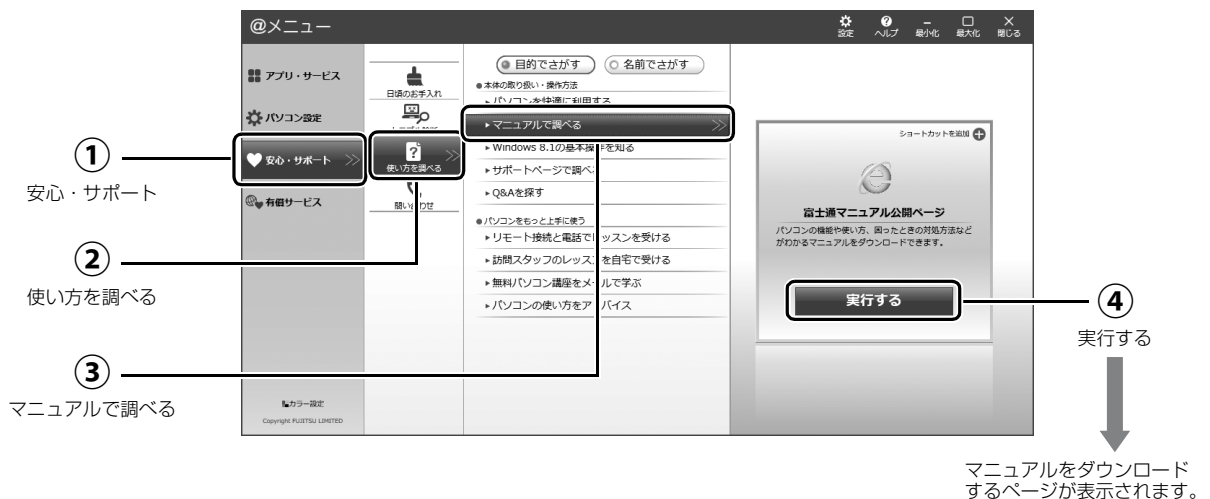 @メニュー
設定
ヘルプ
最小化
最大化
閉じる
アプリ・サービス
パソコン設定
安心・サポート
有償サービス
カラー設定
Copyright FUJITSU LIMITED
日頃のお手入れ
使い方を調べる
目的でさがす
名前でさがす
●本体の取り扱い・操作方法
パソコンを快適に利用する
マニュアルで調べる
Windows 8.1の基本操作を知る
サポートページで調べ
Q&Aを探す
●パソコンをもっと上手に使う
リモート接続と電話でレッスンを受ける
訪問スタッフのレッスンを自宅で受ける
無料パソコン講座をメールで学ぶ
パソコンの使い方をアドバイス
ショートカットを追加
富士通マニュアル公開ページ
パソコンの機能や使い方、困ったときの対処方法など
がわかるマニュアルをダウンロードできます。
実行する
①
安心・サポート
②
使い方を調べる
③
マニュアルで調べる
④
実行する
マニュアルをダウンロード
するページが表示されます。